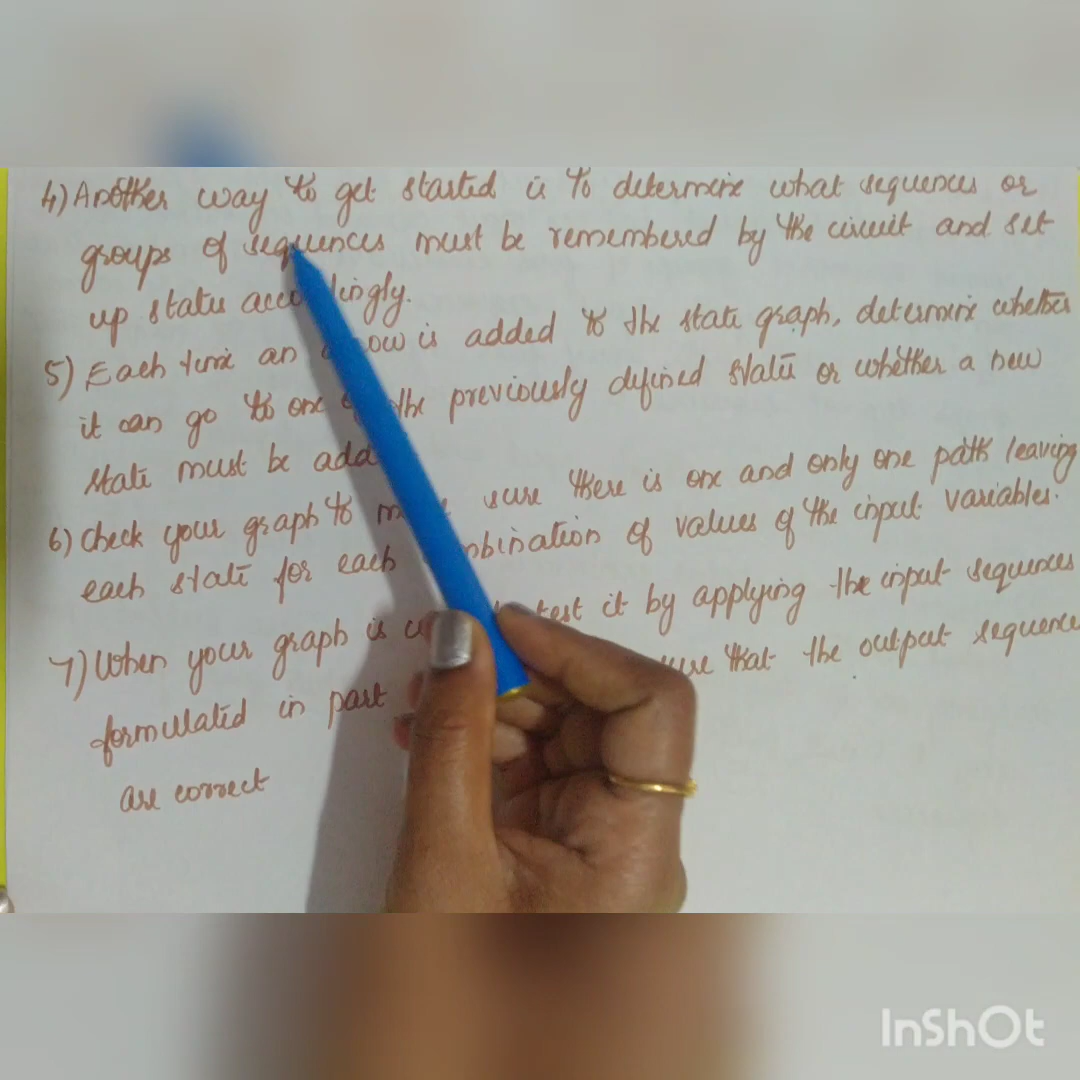 4) Another way to get started is to determine what sequences or
groups of sequences must be remembered by the circuit and set
up states accordingly.
5) Each time an arrow is added to the state graph, determine whether
it can go to one of the previously defined states or whether a new
state must be
6) Check your graph to make sure there is one and only one path leaving
each state for each combination of values of the input variables.
7) When your graph is test it by applying the input sequences
formulated in part sure that the output sequences
are correct
InShOt